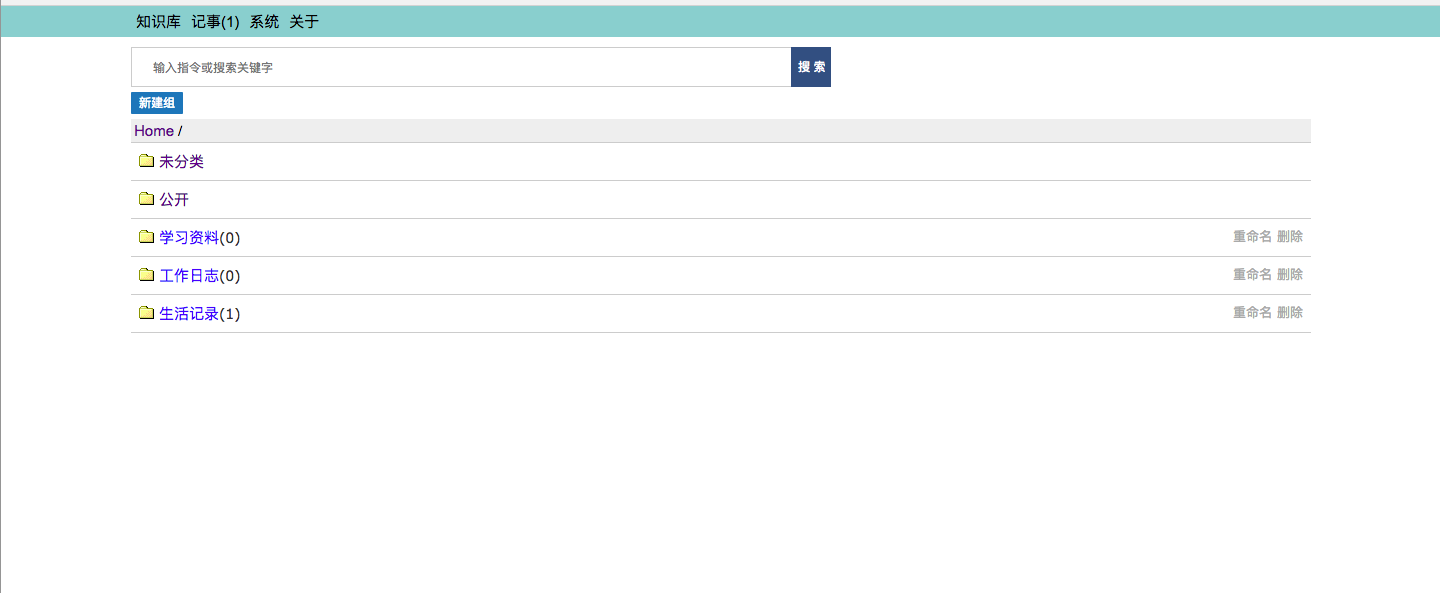 知识库 记事(1) 系统 关于
输入指令或搜索关键字 搜 索
新建组
Home /
未分类
公开
学习资料(0) 重命名 删除
工作日志(0) 重命名 删除
生活记录(1) 重命名 删除